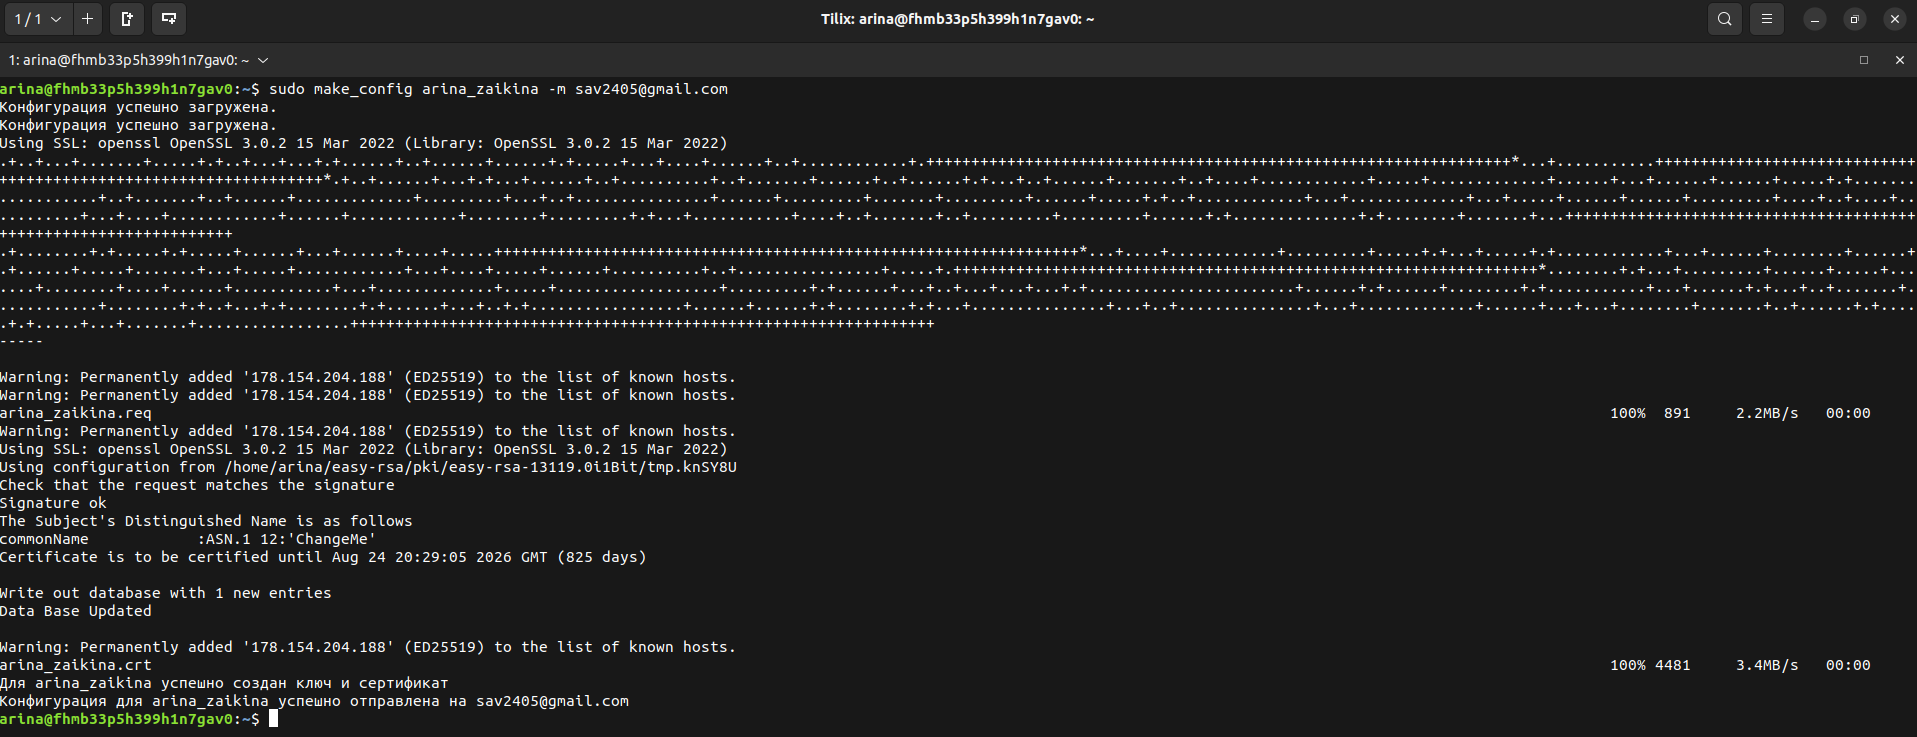 1 / 1
Tilix: arina@fhmb33p5h399h1n7gav0: ~
1: arina@fhmb33p5h399h1n7gav0: ~
arina@fhmb33p5h399h1n7gav0:~$ sudo make_config arina_zaikina -m sav2405@gmail.com
Конфигурация успешно загружена.
Конфигурация успешно загружена.
Using SSL: openssl OpenSSL 3.0.2 15 Mar 2022 (Library: OpenSSL 3.0.2 15 Mar 2022)
-----
Warning: Permanently added '178.154.204.188' (ED25519) to the list of known hosts.
Warning: Permanently added '178.154.204.188' (ED25519) to the list of known hosts.
arina_zaikina.req 100% 891 2.2MB/s 00:00
Warning: Permanently added '178.154.204.188' (ED25519) to the list of known hosts.
Using SSL: openssl OpenSSL 3.0.2 15 Mar 2022 (Library: OpenSSL 3.0.2 15 Mar 2022)
Using configuration from /home/arina/easy-rsa/pki/easy-rsa-13119.0i1Bit/tmp.knSY8U
Check that the request matches the signature
Signature ok
The Subject's Distinguished Name is as follows
commonName :ASN.1 12:'ChangeMe'
Certificate is to be certified until Aug 24 20:29:05 2026 GMT (825 days)
Write out database with 1 new entries
Data Base Updated
Warning: Permanently added '178.154.204.188' (ED25519) to the list of known hosts.
arina_zaikina.crt 100% 4481 3.4MB/s 00:00
Для arina_zaikina успешно создан ключ и сертификат
Конфигурация для arina_zaikina успешно отправлена на sav2405@gmail.com
arina@fhmb33p5h399h1n7gav0:~$